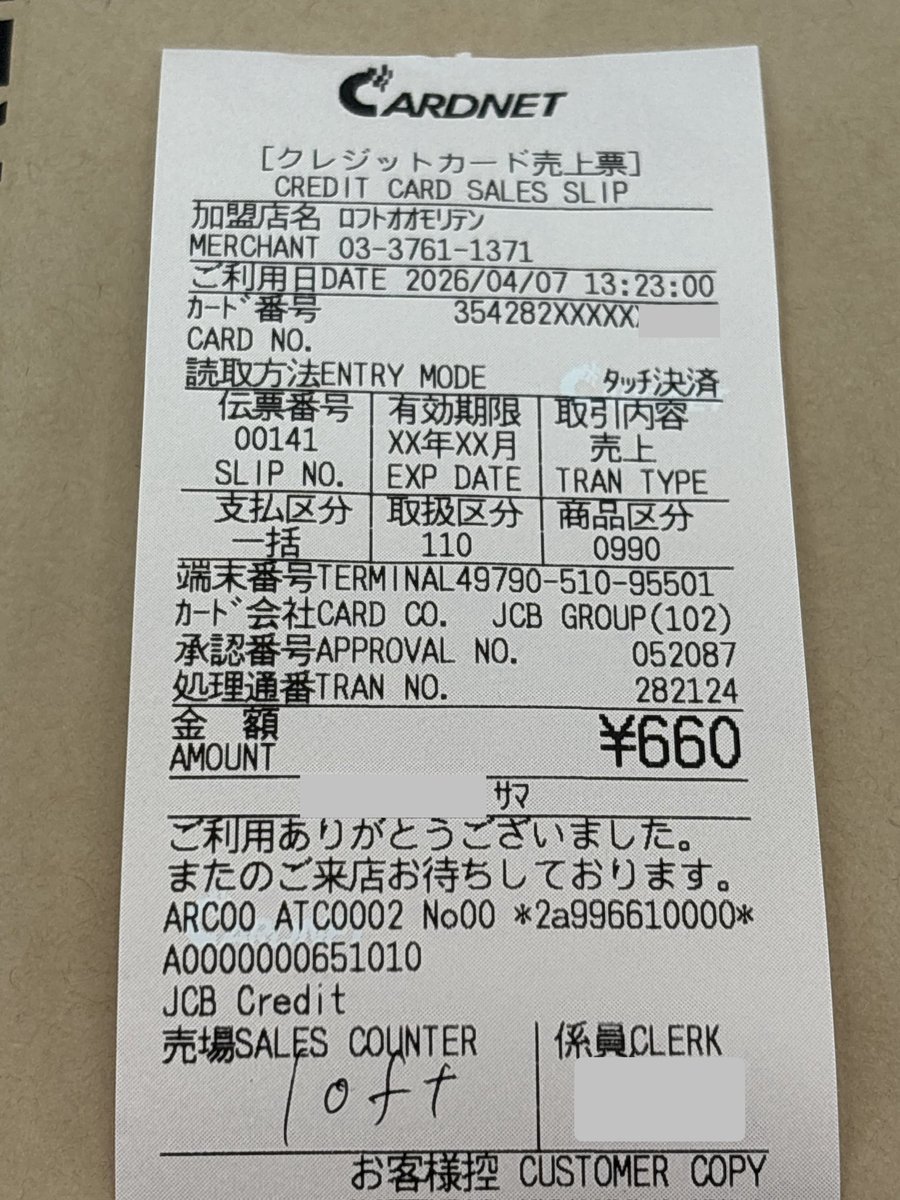 CARDNET
[クレジットカード売上票]
CREDIT CARD SALES SLIP
加盟店名 ロフトオオモリテン
MERCHANT 03-3761-1371
ご利用日DATE 2026/04/07 13:23:00
カード番号 354282XXXXX
CARD NO.
読取方法ENTRY MODE タッチ決済
伝票番号 有効期限 取引内容
00141 XX年XX月 売上
SLIP NO. EXP DATE TRAN TYPE
支払区分 取扱区分 商品区分
一括 110 0990
端末番号TERMINAL49790-510-95501
カード会社CARD CO. JCB GROUP(102)
承認番号APPROVAL NO. 052087
処理通番TRAN NO. 282124
金 額 ¥660
AMOUNT
サマ
ご利用ありがとうございました。
またのご来店お待ちしております。
ARC00 ATC0002 No00 *2a996610000*
A0000000651010
JCB Credit
売場SALES COUNTER 係員CLERK
loft
お客様控 CUSTOMER COPY